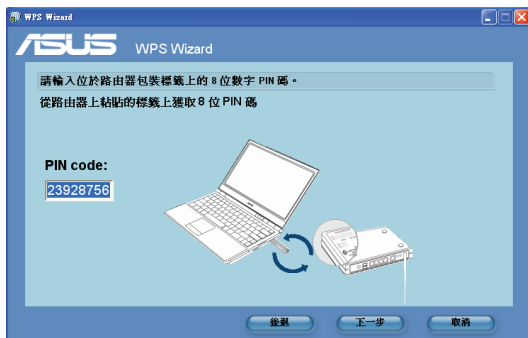 WPS Wizard
ASUS WPS Wizard
請輸入位於路由器包裝標籤上的 8 位數字 PIN 碼。
從路由器上粘貼的標籤上獲取 8 位 PIN 碼
PIN code:
23928756
後退 下一步 取消